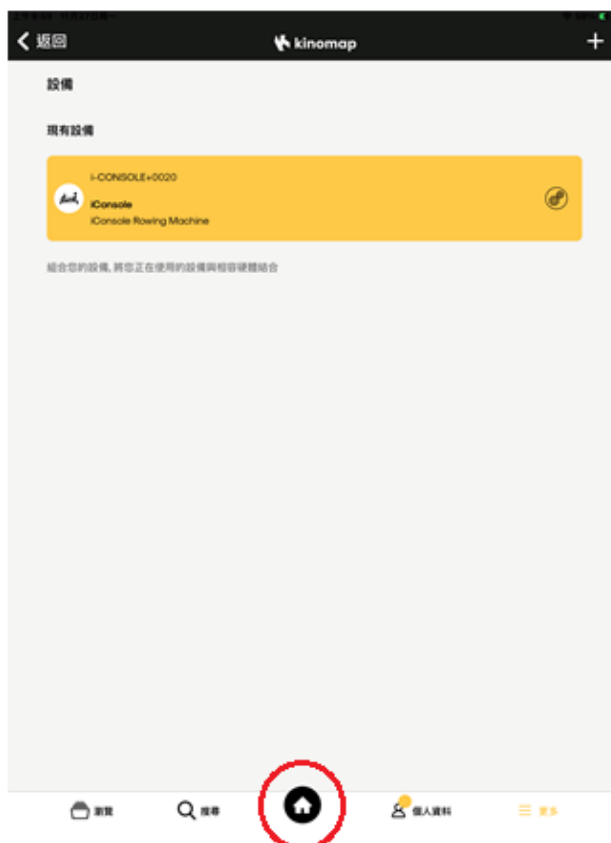 返回
kinomap
設備
現有設備
i-CONSOLE+0020
iConsole
iConsole Rowing Machine
組合您的設備, 將您正在使用的設備與相容硬體結合
瀏覽
搜尋
個人資料
更多